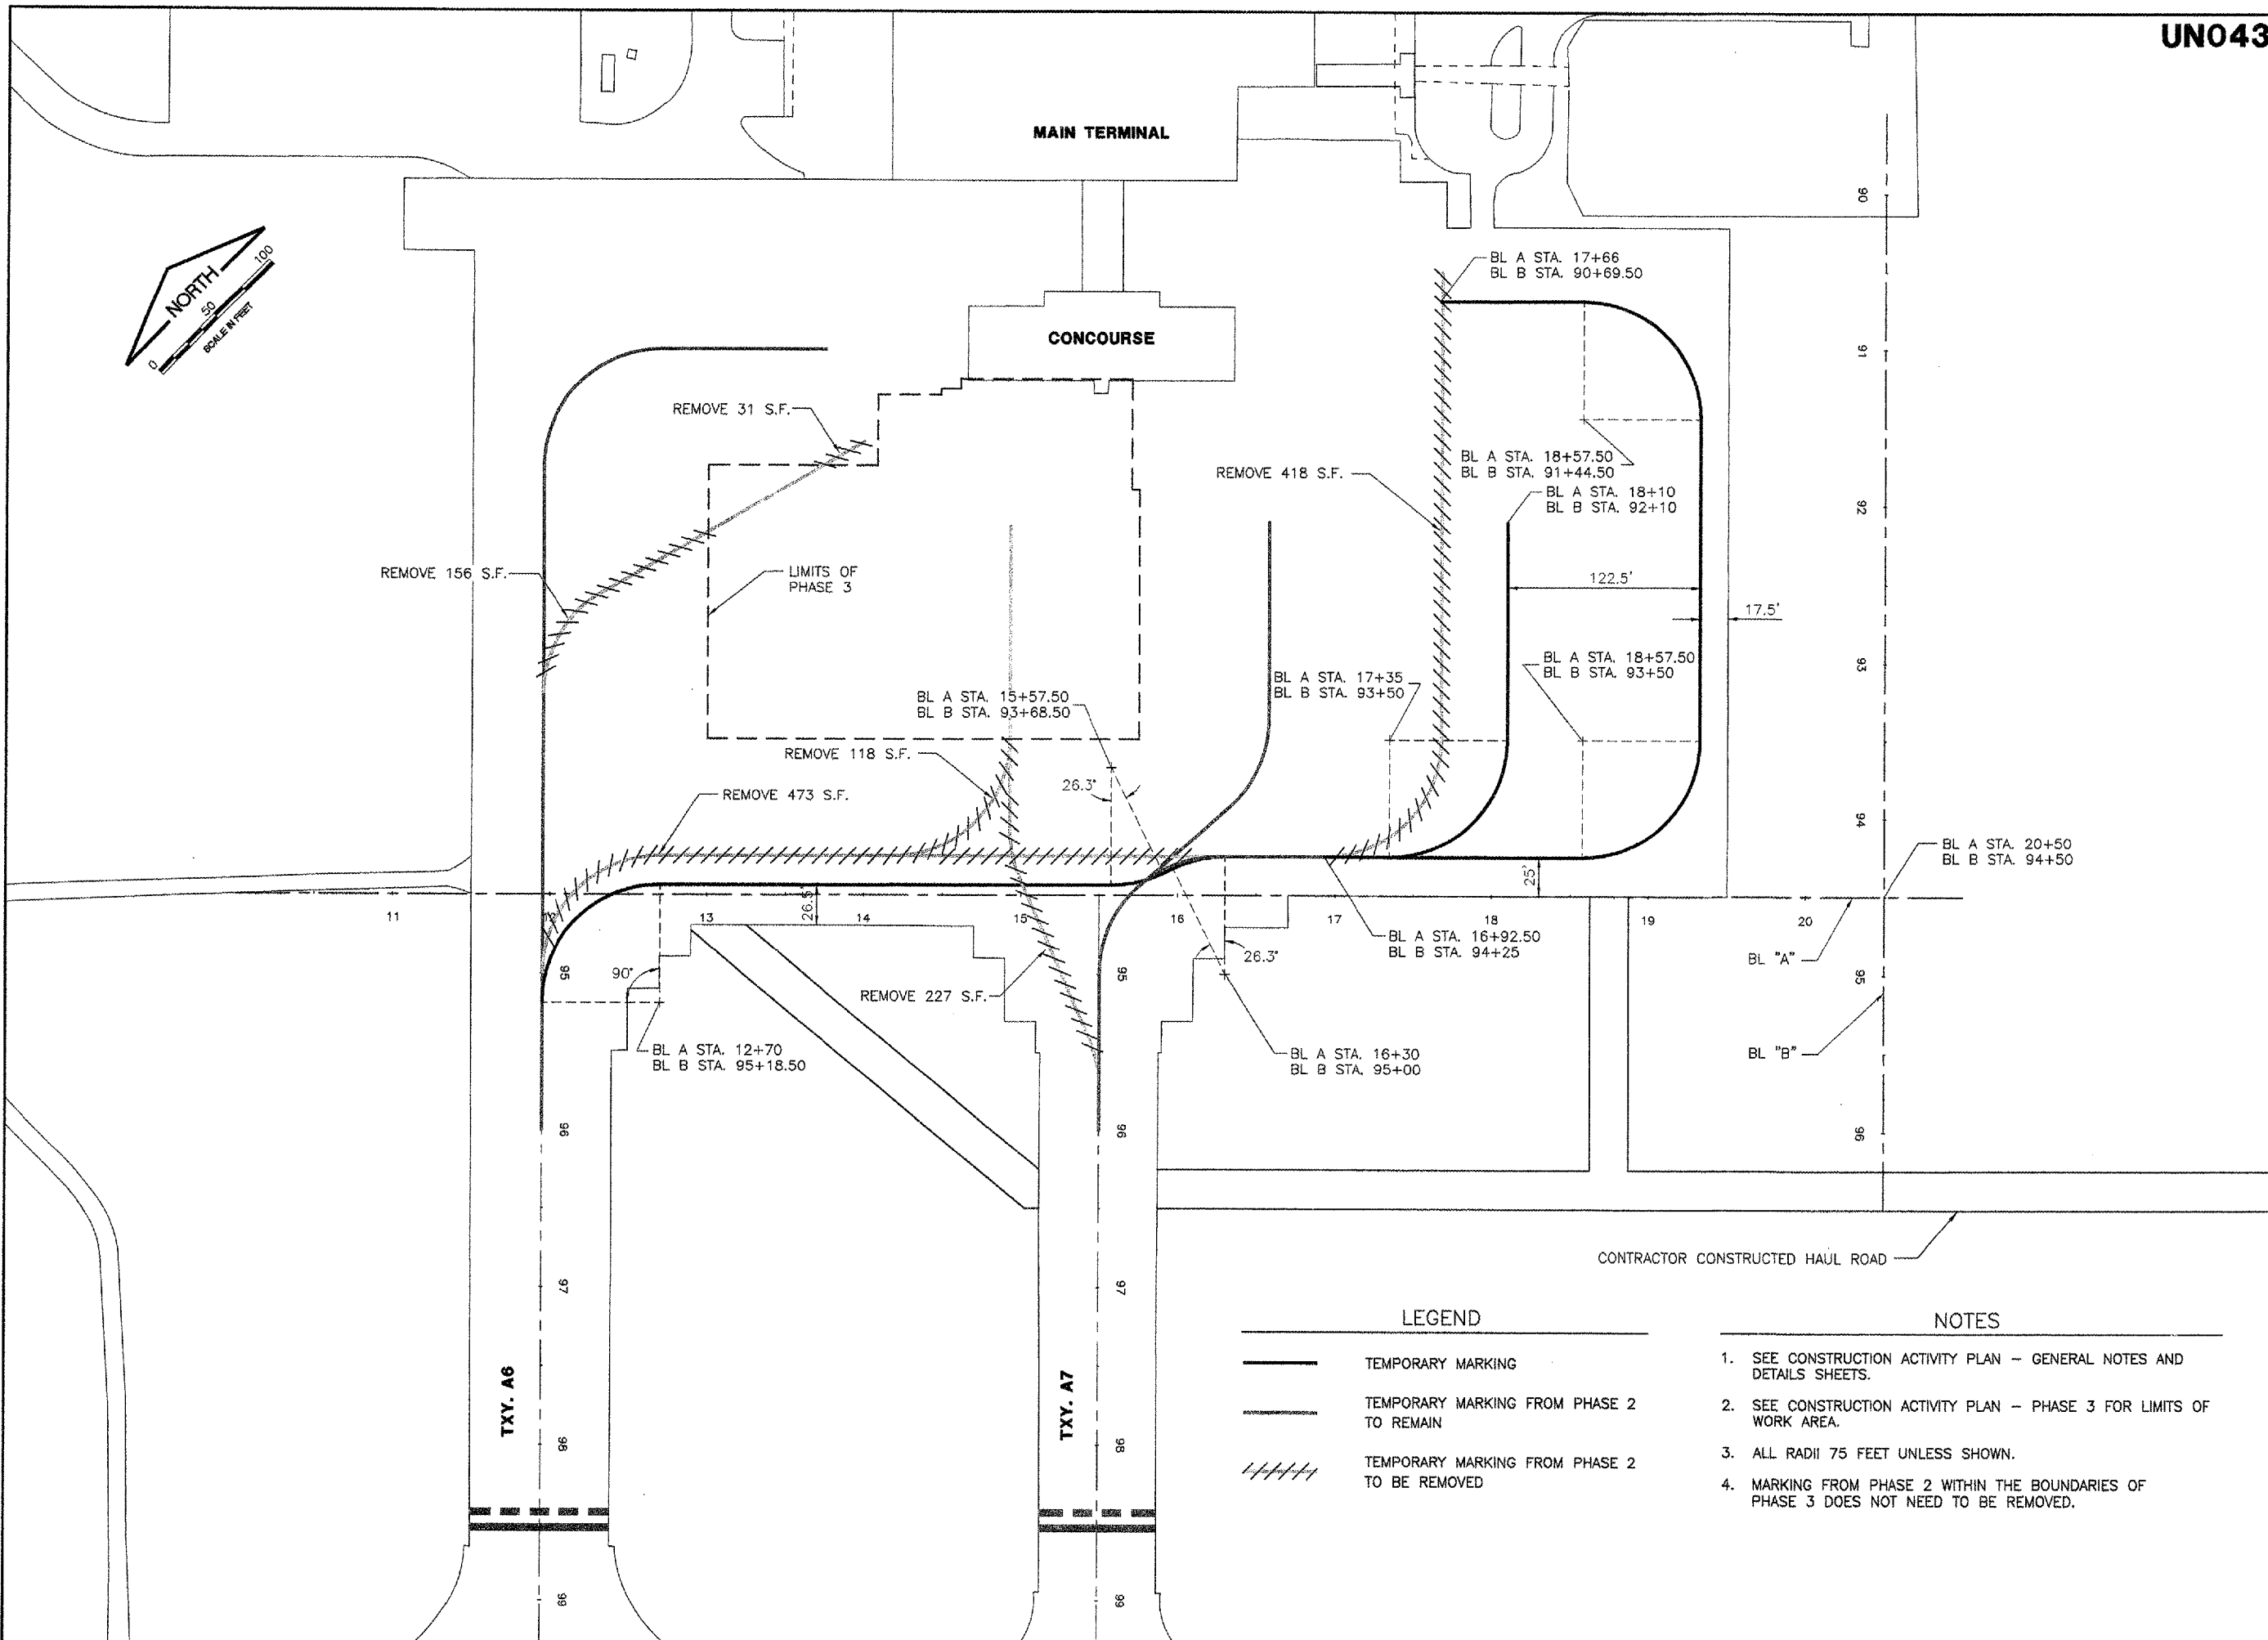 UN043
MAIN TERMINAL
CONCOURSE
NORTH
0
50
100
SCALE IN FEET
BL A STA. 17+66
BL B STA. 90+69.50
REMOVE 31 S.F.
REMOVE 418 S.F.
BL A STA. 18+57.50
BL B STA. 91+44.50
BL A STA. 18+10
BL B STA. 92+10
REMOVE 156 S.F.
LIMITS OF
PHASE 3
122.5'
17.5'
BL A STA. 15+57.50
BL B STA. 93+68.50
BL A STA. 17+35
BL B STA. 93+50
BL A STA. 18+57.50
BL B STA. 93+50
REMOVE 118 S.F.
26.3°
REMOVE 473 S.F.
BL A STA. 20+50
BL B STA. 94+50
25'
26.5'
11
13
14
15
16
17
18
19
20
BL A STA. 16+92.50
BL B STA. 94+25
26.3°
90°
REMOVE 227 S.F.
BL "A"
BL A STA. 12+70
BL B STA. 95+18.50
BL A STA. 16+30
BL B STA. 95+00
BL "B"
90
91
92
93
94
95
96
95
96
97
98
99
95
96
97
98
99
TXY. A6
TXY. A7
CONTRACTOR CONSTRUCTED HAUL ROAD
LEGEND
TEMPORARY MARKING
TEMPORARY MARKING FROM PHASE 2
TO REMAIN
TEMPORARY MARKING FROM PHASE 2
TO BE REMOVED
NOTES
1. SEE CONSTRUCTION ACTIVITY PLAN – GENERAL NOTES AND
DETAILS SHEETS.
2. SEE CONSTRUCTION ACTIVITY PLAN – PHASE 3 FOR LIMITS OF
WORK AREA.
3. ALL RADII 75 FEET UNLESS SHOWN.
4. MARKING FROM PHASE 2 WITHIN THE BOUNDARIES OF
PHASE 3 DOES NOT NEED TO BE REMOVED.